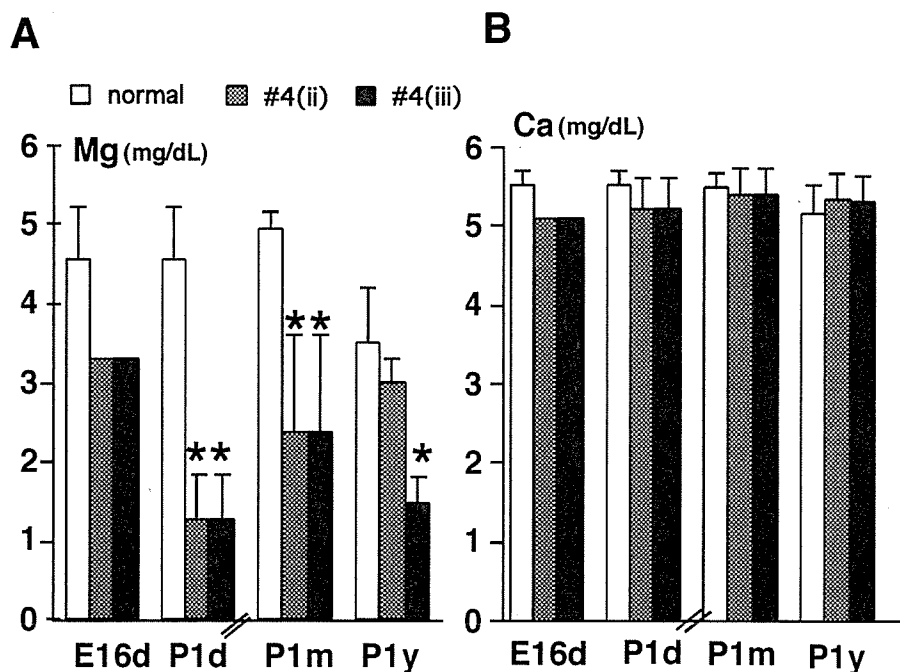 A
B
normal #4(ii) #4(iii)
Mg (mg/dL)
Ca (mg/dL)
6
5
4
3
2
1
0
* *
* *
*
E16d P1d P1m P1y
6
5
4
3
2
1
0
E16d P1d P1m P1y